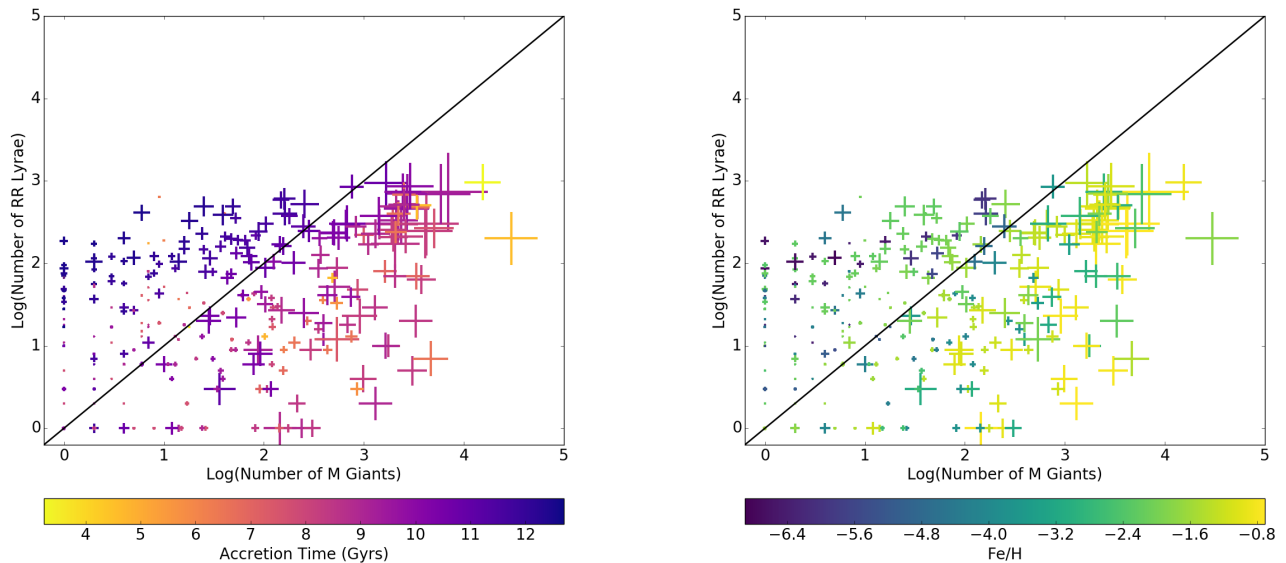 5
4
3
2
1
0
Log(Number of RR Lyrae)
0 1 2 3 4 5
Log(Number of M Giants)
4 5 6 7 8 9 10 11 12
Accretion Time (Gyrs)
5
4
3
2
1
0
Log(Number of RR Lyrae)
0 1 2 3 4 5
Log(Number of M Giants)
−6.4 −5.6 −4.8 −4.0 −3.2 −2.4 −1.6 −0.8
Fe/H